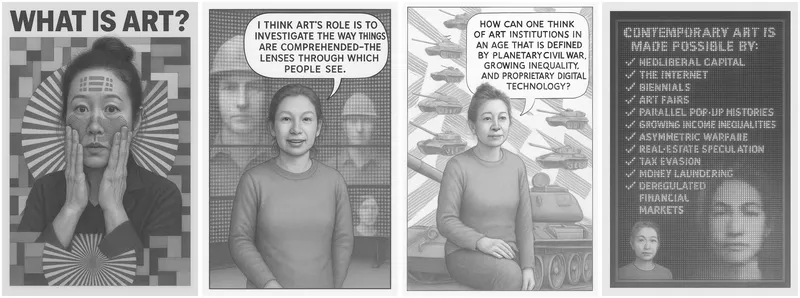 WHAT IS ART?
I THINK ART'S ROLE IS TO
INVESTIGATE THE WAY THINGS
ARE COMPREHENDED–THE
LENSES THROUGH WHICH
PEOPLE SEE.
HOW CAN ONE THINK
OF ART INSTITUTIONS IN
AN AGE THAT IS DEFINED
BY PLANETARY CIVIL WAR,
GROWING INEQUALITY,
AND PROPRIETARY DIGITAL
TECHNOLOGY?
CONTEMPORARY ART IS
MADE POSSIBLE BY:
✓ NEOLIBERAL CAPITAL
✓ THE INTERNET
✓ BIENNIALS
✓ ART FAIRS
✓ PARALLEL POP-UP HISTORIES
✓ GROWING INCOME INEQUALITIES
✓ ASYMMETRIC WARFARE
✓ REAL-ESTATE SPECULATION
✓ TAX EVASION
✓ MONEY LAUNDERING
✓ DEREGULATED
FINANCIAL
MARKETS